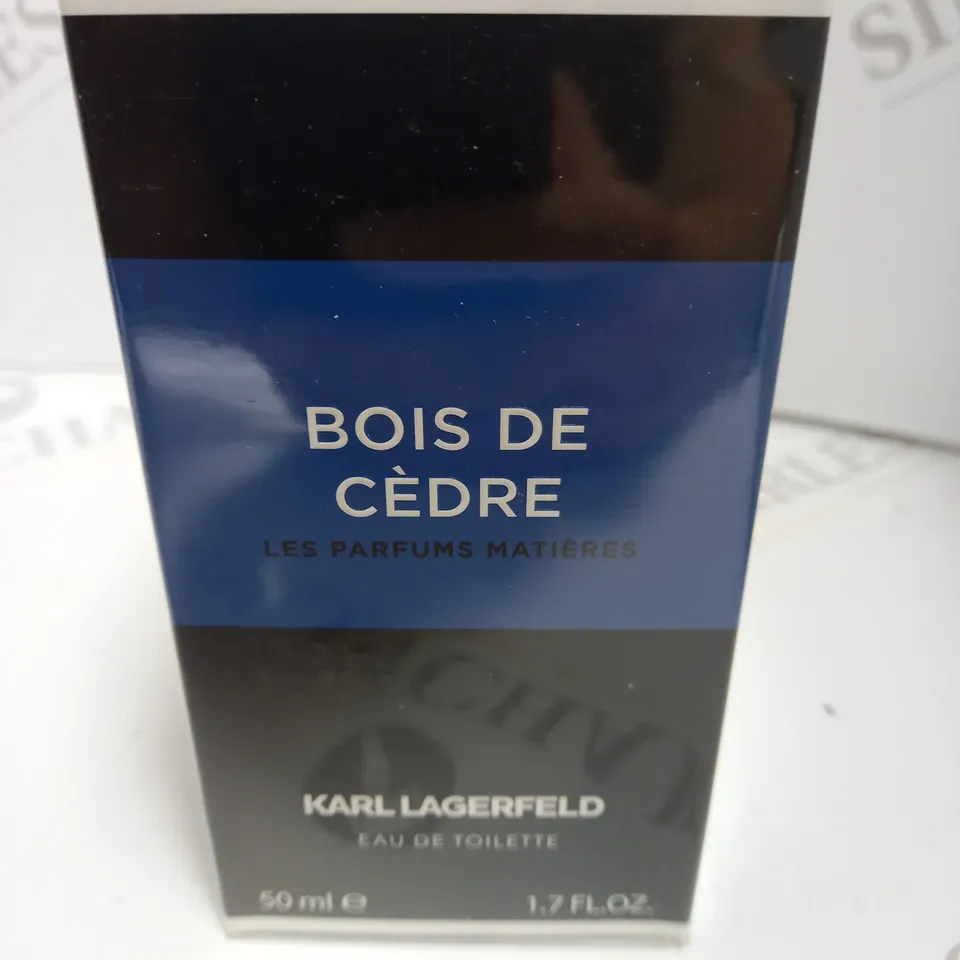 BOIS DE
CÈDRE
LES PARFUMS MATIÈRES
KARL LAGERFELD
EAU DE TOILETTE
50 ml ℮
1.7 FL.OZ.